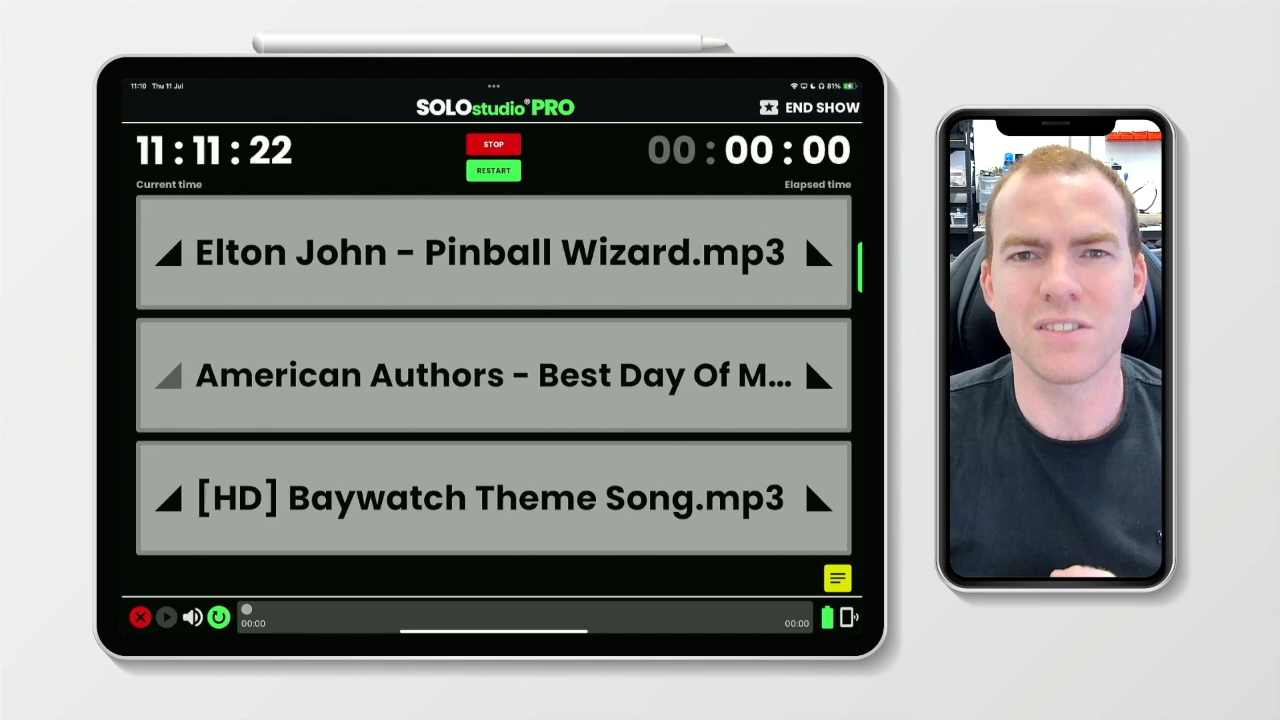 11:10 Thu 11 Jul
81%
SOLOstudio® PRO
END SHOW
11 : 11 : 22
STOP
RESTART
00 : 00 : 00
Current time
Elapsed time
Elton John - Pinball Wizard.mp3
American Authors - Best Day Of M...
[HD] Baywatch Theme Song.mp3
00:00
00:00